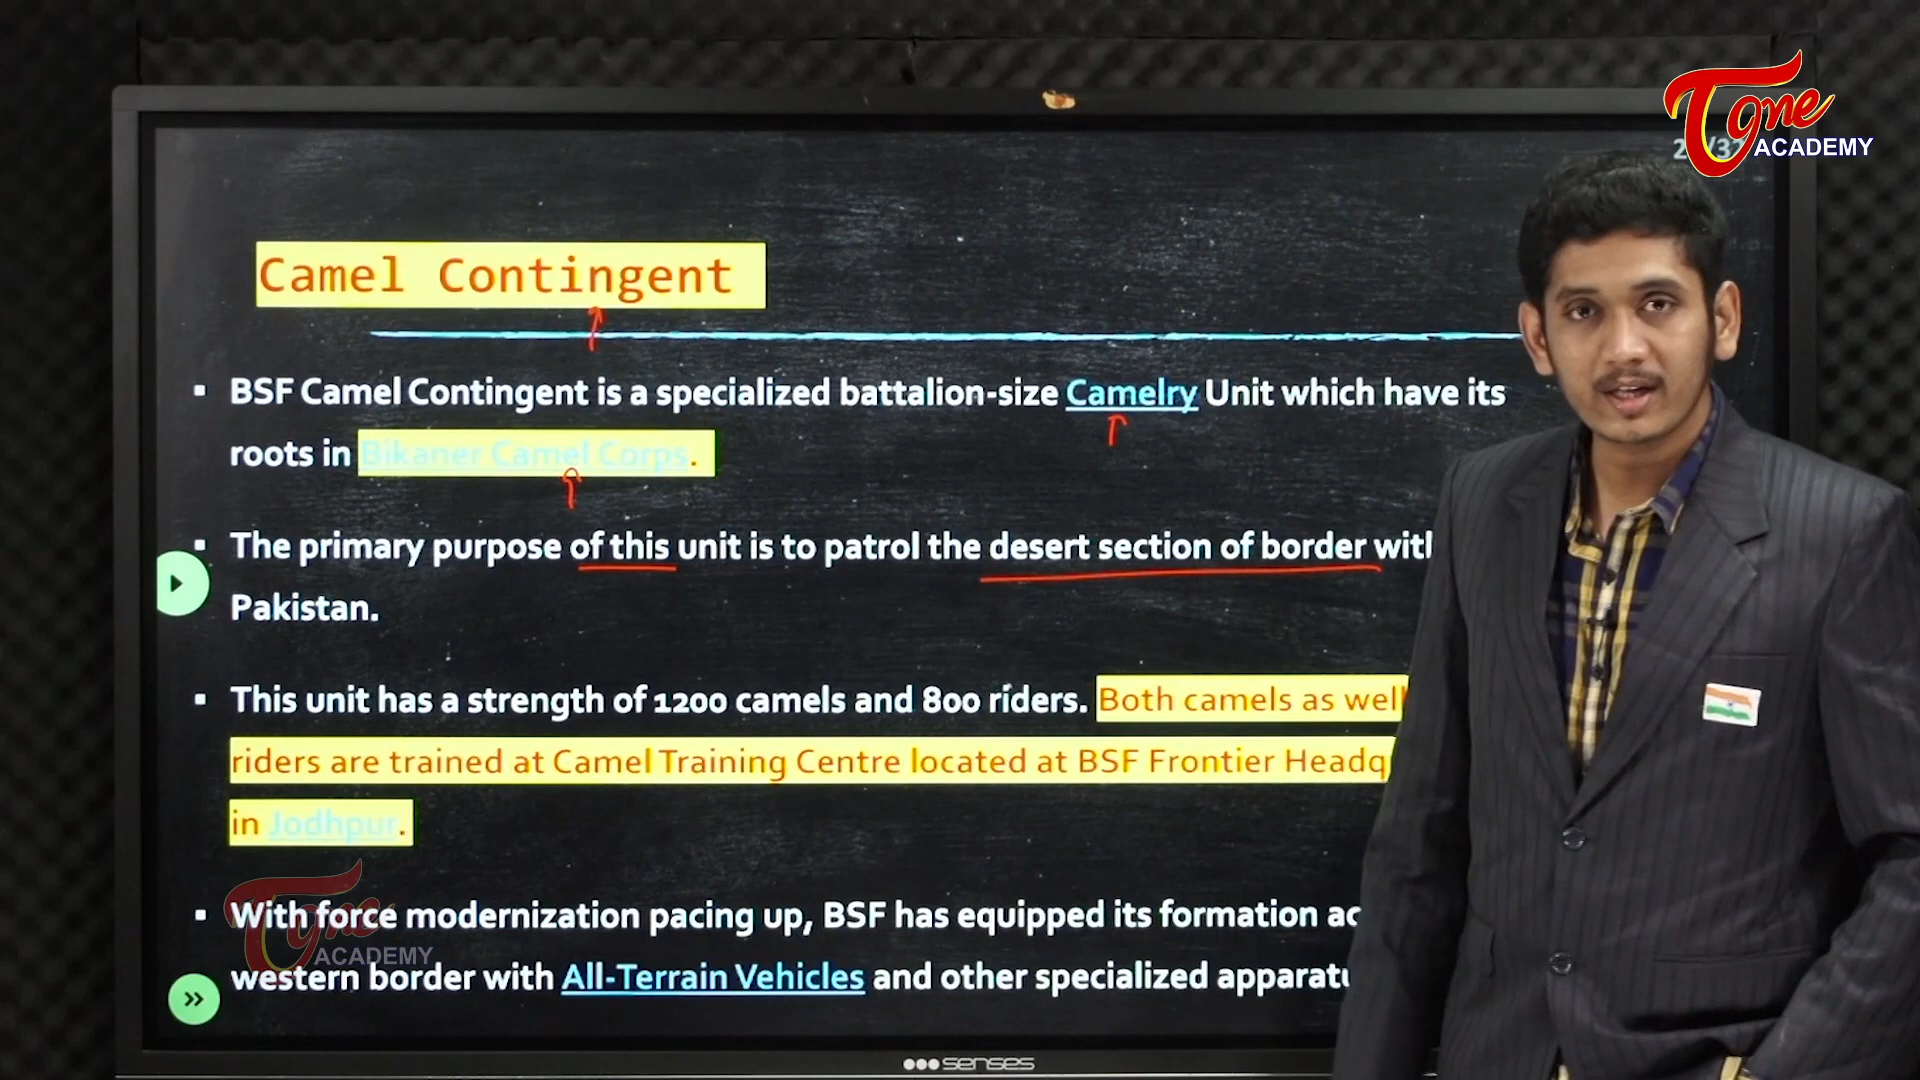 Tone
ACADEMY
Camel Contingent
▪ BSF Camel Contingent is a specialized battalion-size Camelry Unit which have its
roots in Bikaner Camel Corps.
▪ The primary purpose of this unit is to patrol the desert section of border
Pakistan.
▪ This unit has a strength of 1200 camels and 800 riders. Both camels as well
riders are trained at Camel Training Centre located at BSF Frontier
in Jodhpur.
▪ With force modernization pacing up, BSF has equipped its formation
western border with All-Terrain Vehicles and other specialized
Tone
ACADEMY
senses